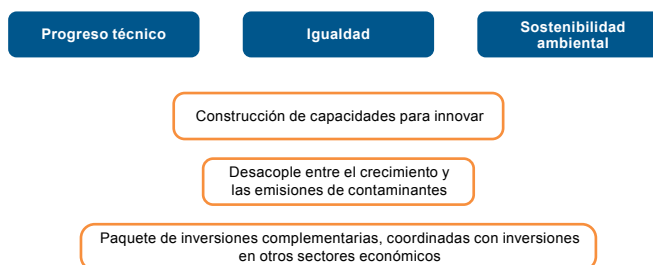 Progreso técnico
Igualdad
Sostenibilidad
ambiental
Construcción de capacidades para innovar
Desacople entre el crecimiento y
las emisiones de contaminantes
Paquete de inversiones complementarias, coordinadas con inversiones
en otros sectores económicos